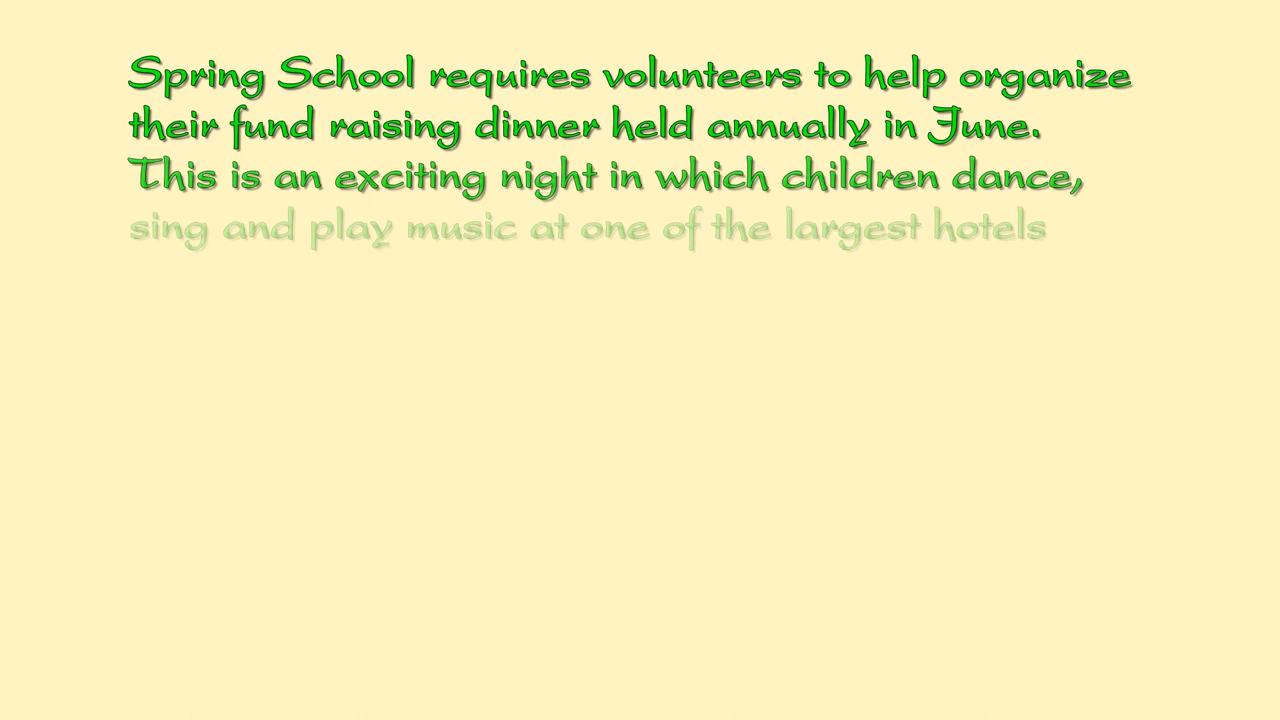 Spring School requires volunteers to help organize
their fund raising dinner held annually in June.
This is an exciting night in which children dance,
sing and play music at one of the largest hotels